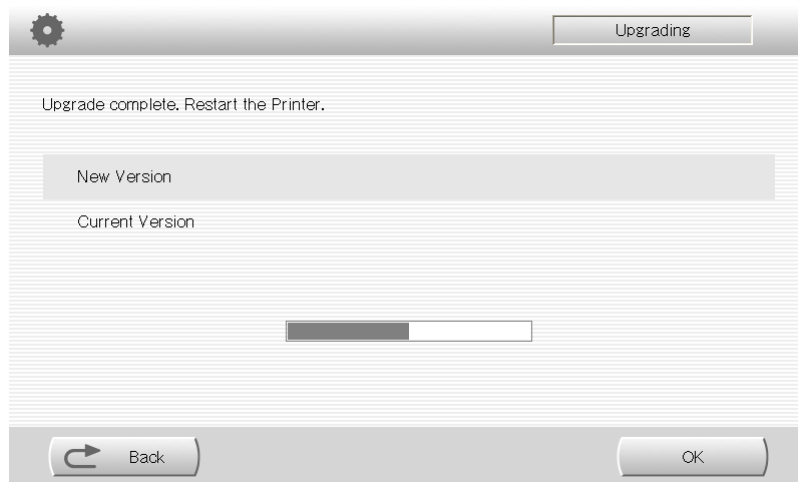 Upgrading
Upgrade complete. Restart the Printer.
New Version
Current Version
Back
OK